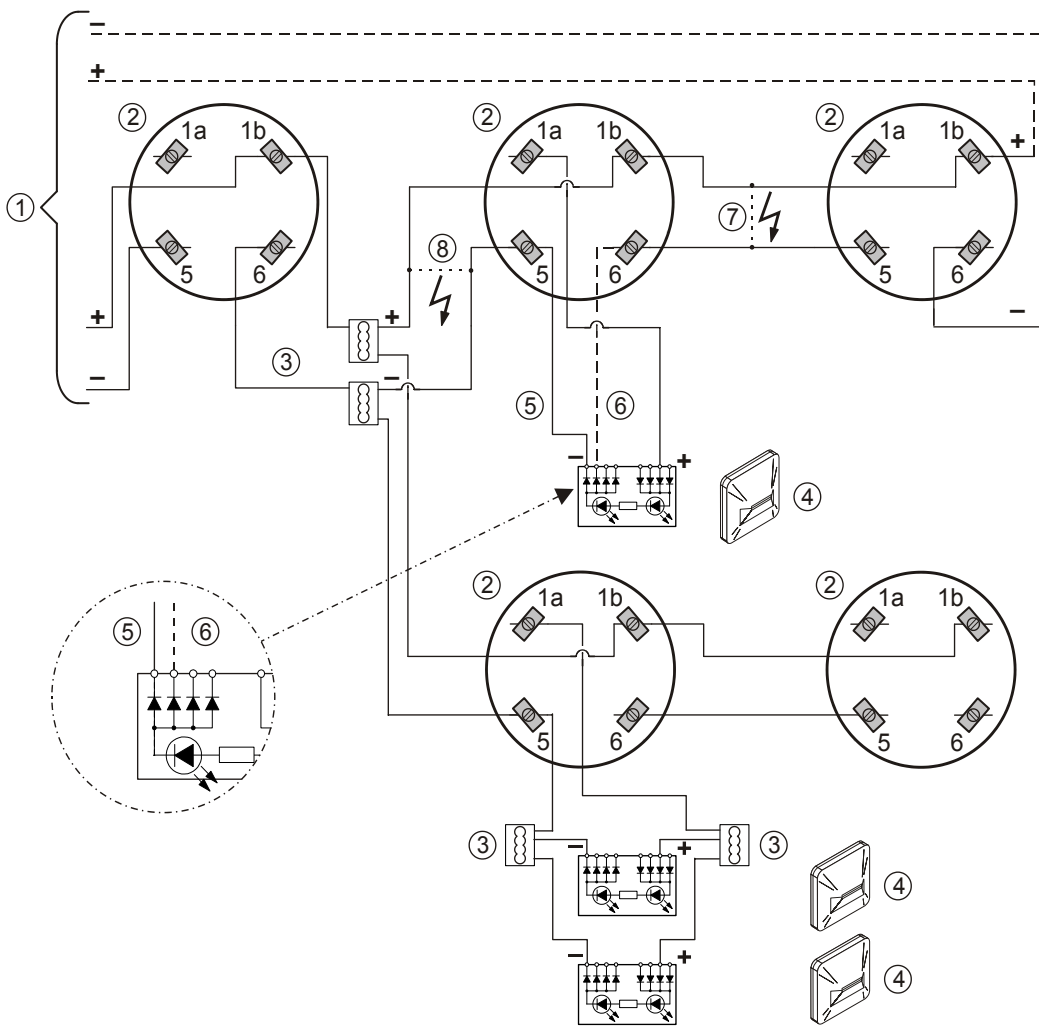 −
+
② 1a 1b ② 1a 1b ② 1a 1b +
①
5 6 ⑧ 5 6 ⑦ 5 6
+ + −
③ − ⑤ ⑥
− + ④
② 1a 1b ② 1a 1b
⑤ ⑥
5 6 5 6
③ − + ③
④
− + ④